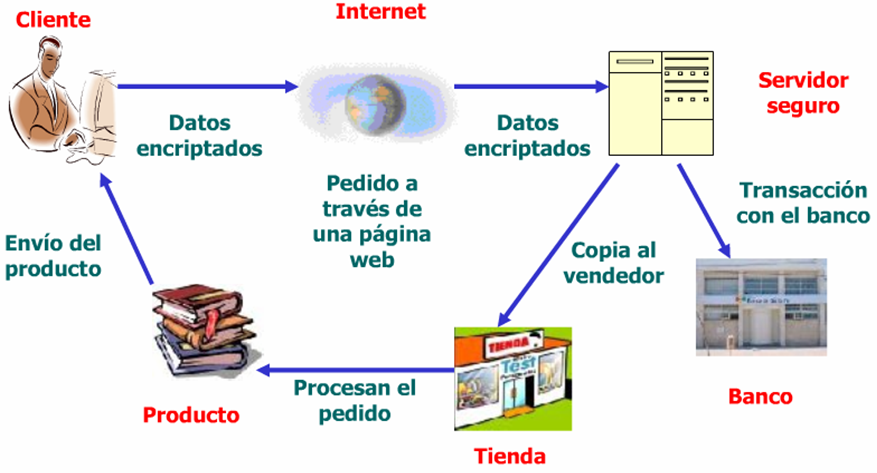 Cliente
Internet
Servidor
seguro
Datos
encriptados
Datos
encriptados
Pedido a
través de
una página
web
Transacción
con el banco
Envío del
producto
Copia al
vendedor
TIENDA
Test
Procesan el
pedido
Producto
Banco
Tienda